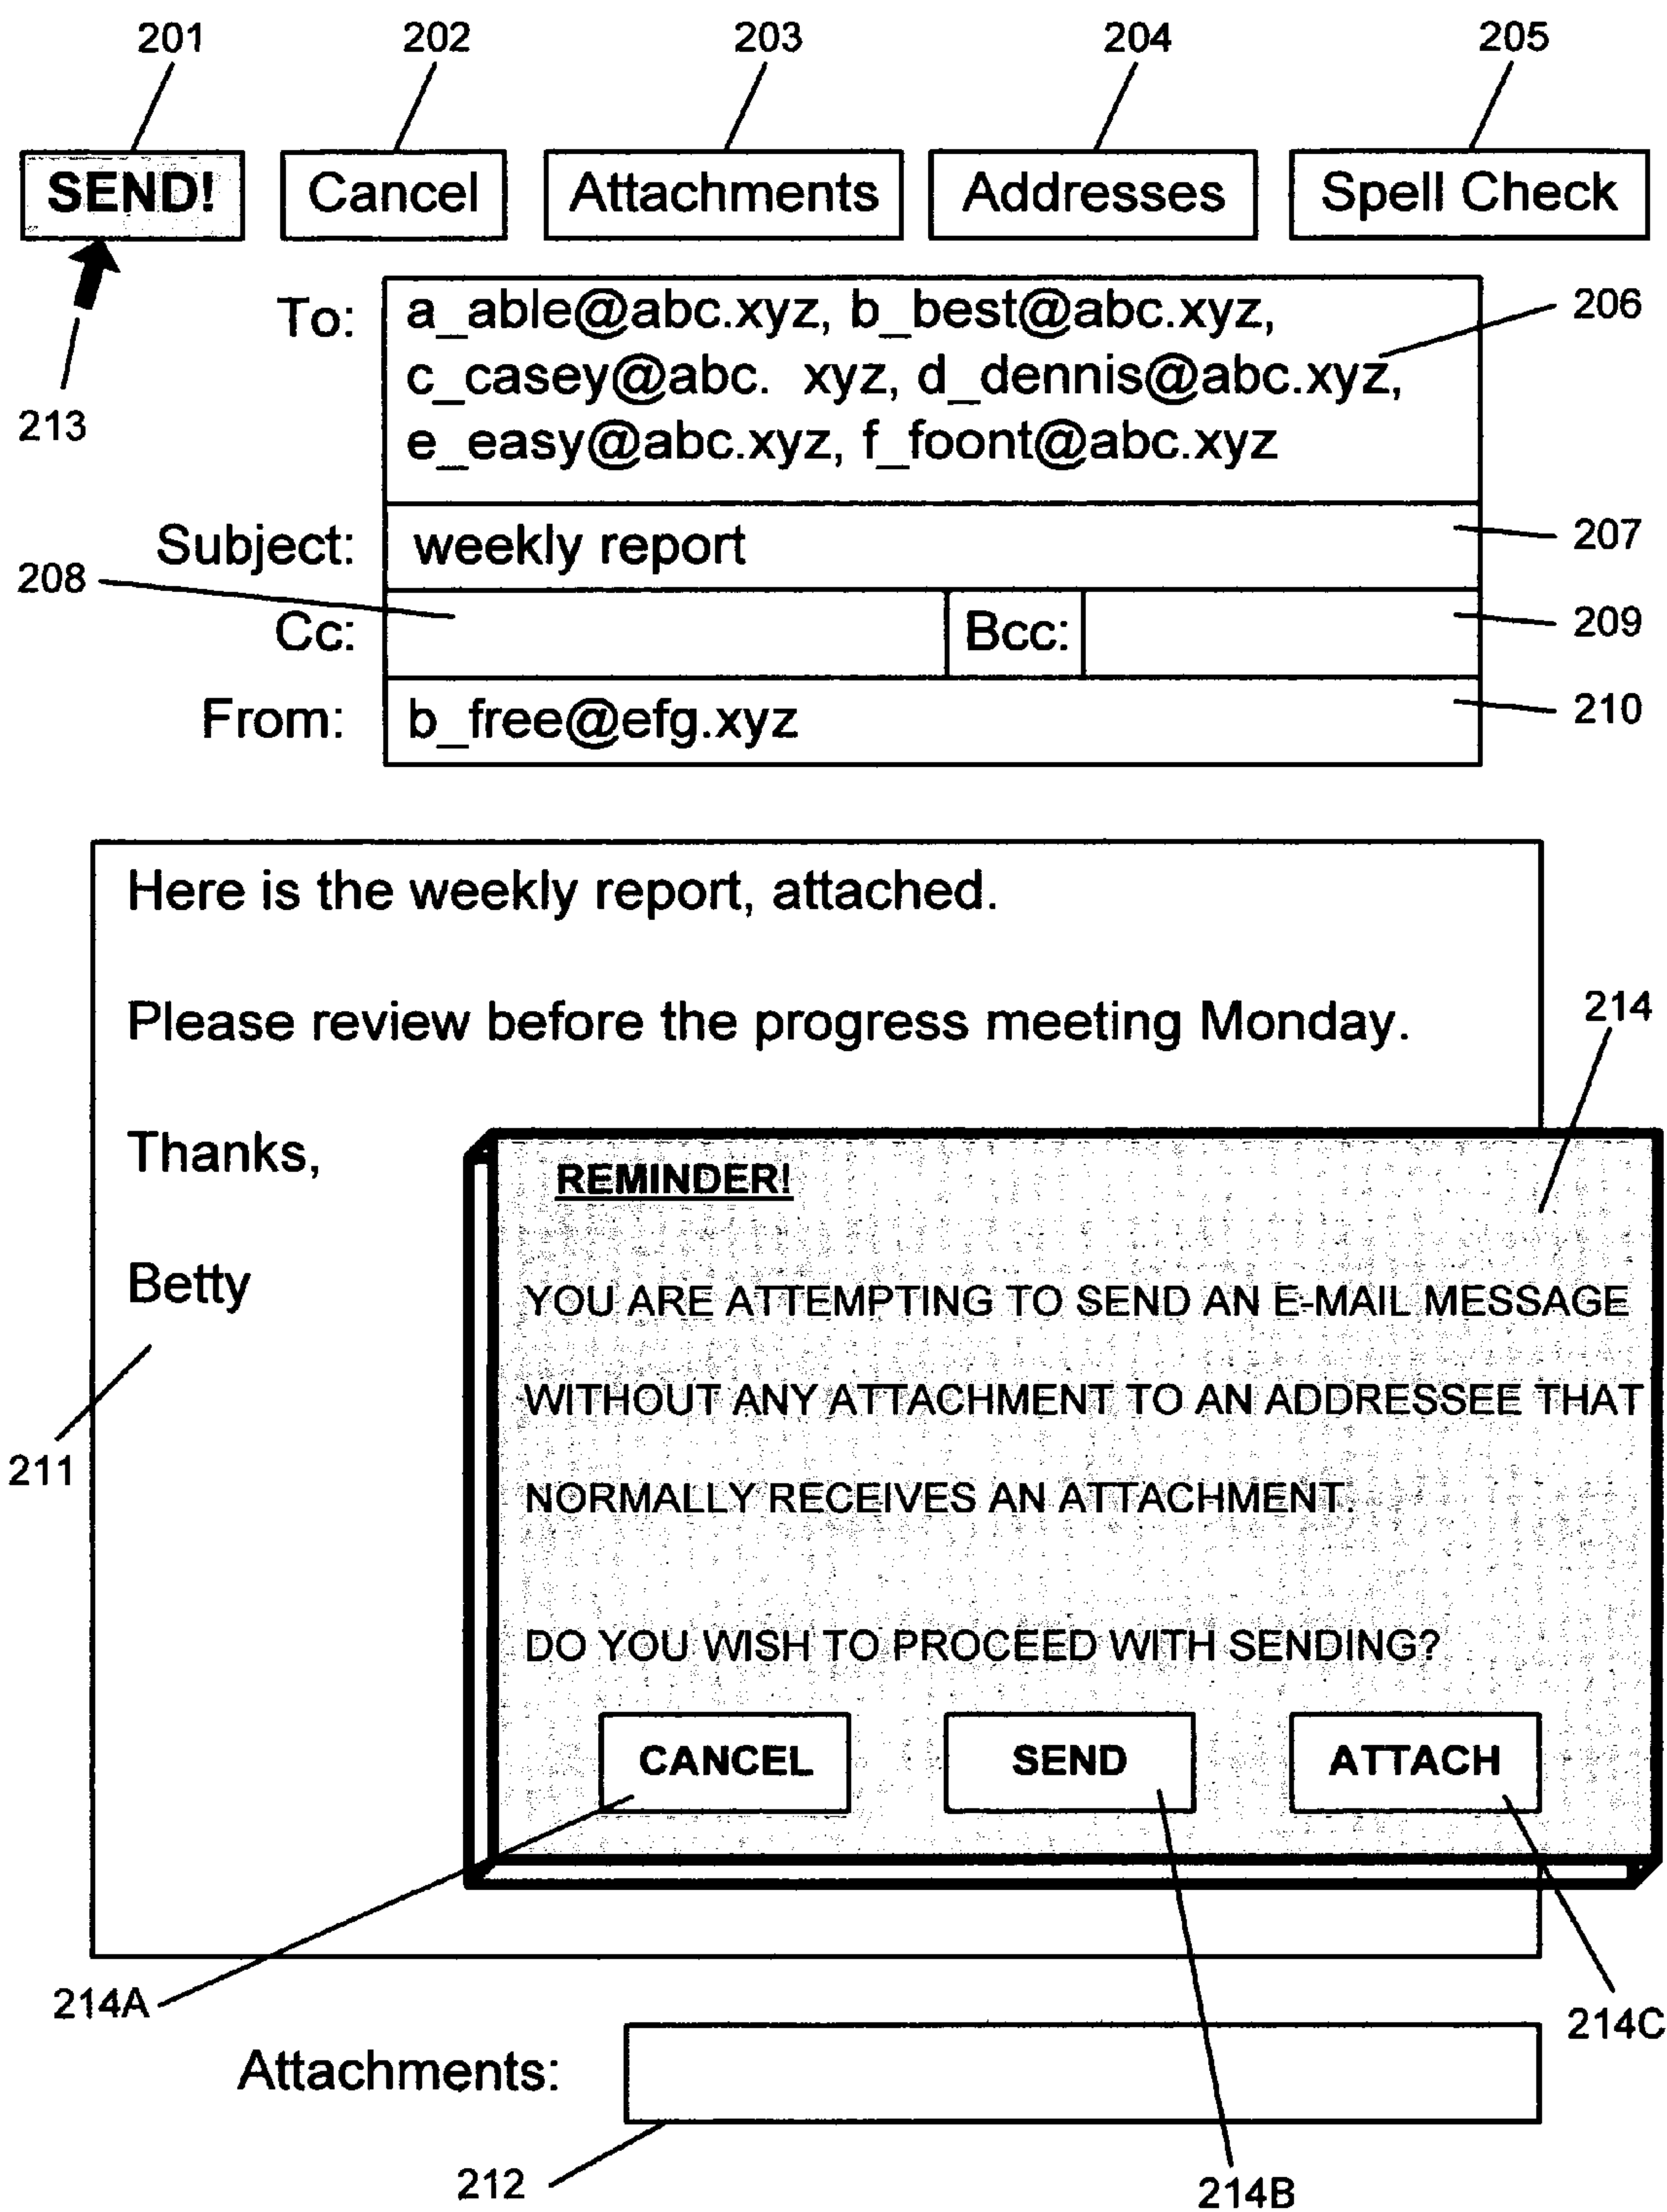 201 202 203 204 205
SEND! Cancel Attachments Addresses Spell Check
213
To: a_able@abc.xyz, b_best@abc.xyz,
c_casey@abc. xyz, d_dennis@abc.xyz,
e_easy@abc.xyz, f_foont@abc.xyz
206
Subject: weekly report
207
208
Cc: Bcc:
209
From: b_free@efg.xyz
210
Here is the weekly report, attached.
Please review before the progress meeting Monday.
214
Thanks,
Betty
211
REMINDER!
YOU ARE ATTEMPTING TO SEND AN E-MAIL MESSAGE
WITHOUT ANY ATTACHMENT TO AN ADDRESSEE THAT
NORMALLY RECEIVES AN ATTACHMENT.
DO YOU WISH TO PROCEED WITH SENDING?
CANCEL SEND ATTACH
214A
214C
Attachments:
212
214B